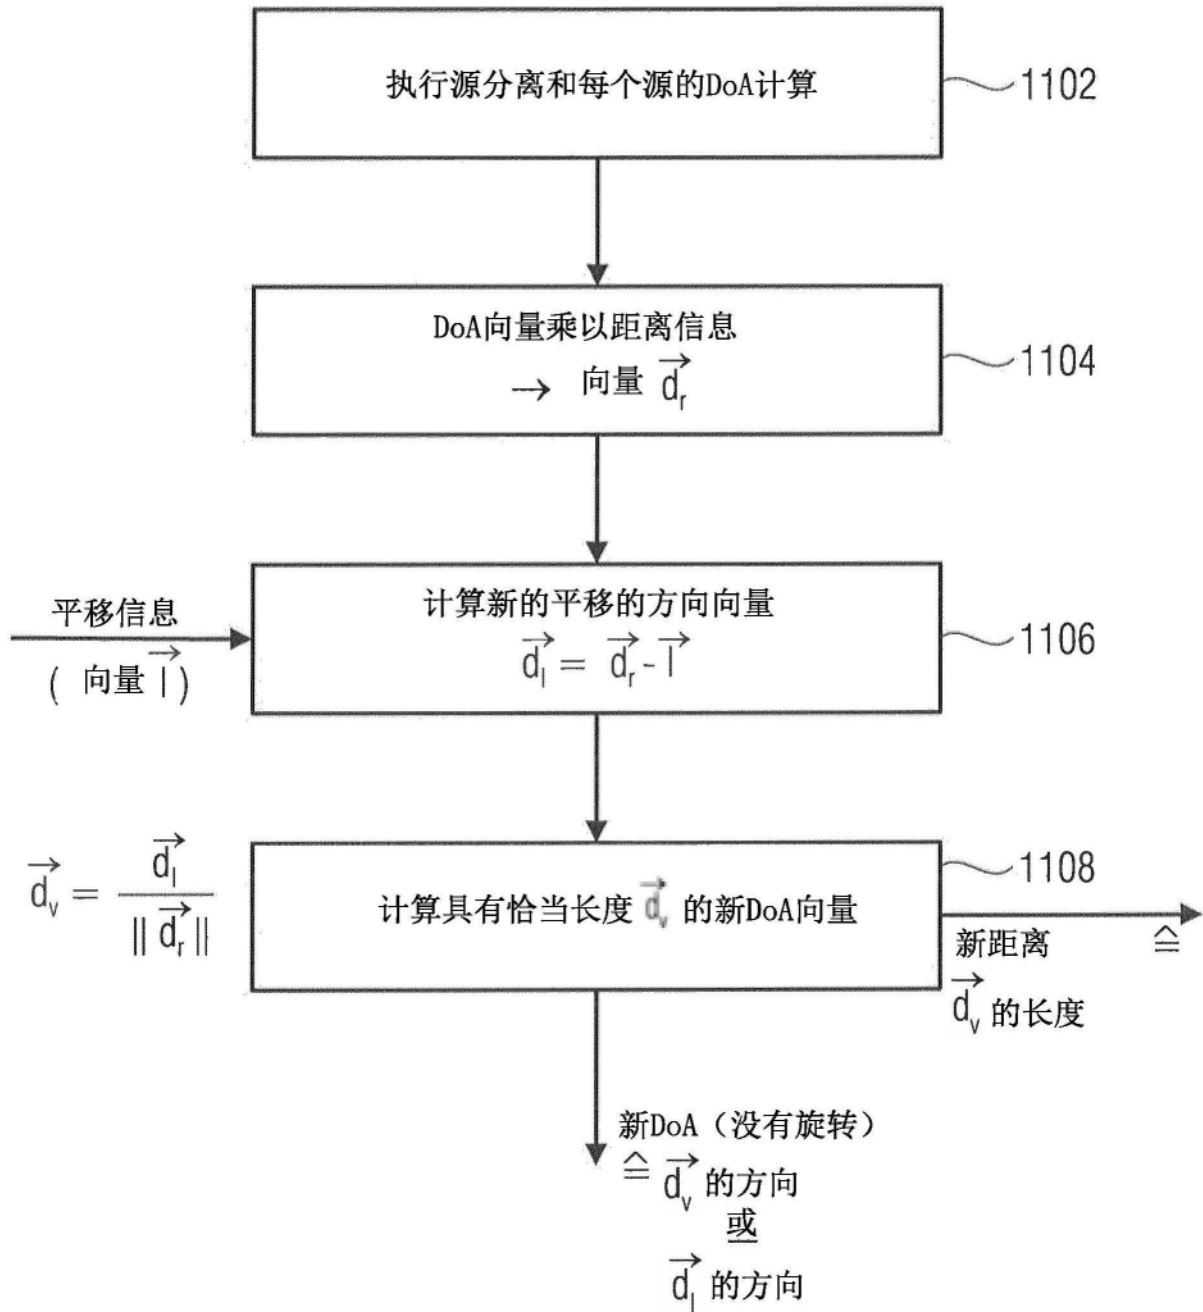 执行源分离和每个源的DoA计算
1102
DoA向量乘以距离信息
→ 向量 d⃗ᵣ
1104
平移信息
( 向量 l⃗ )
计算新的平移的方向向量
d⃗ₗ = d⃗ᵣ - l⃗
1106
d⃗ᵥ = d⃗ₗ / ‖ d⃗ᵣ ‖
计算具有恰当长度 d⃗ᵥ 的新DoA向量
1108
新距离 ≙
d⃗ᵥ 的长度
新DoA（没有旋转）
≙ d⃗ᵥ 的方向
或
d⃗ₗ 的方向